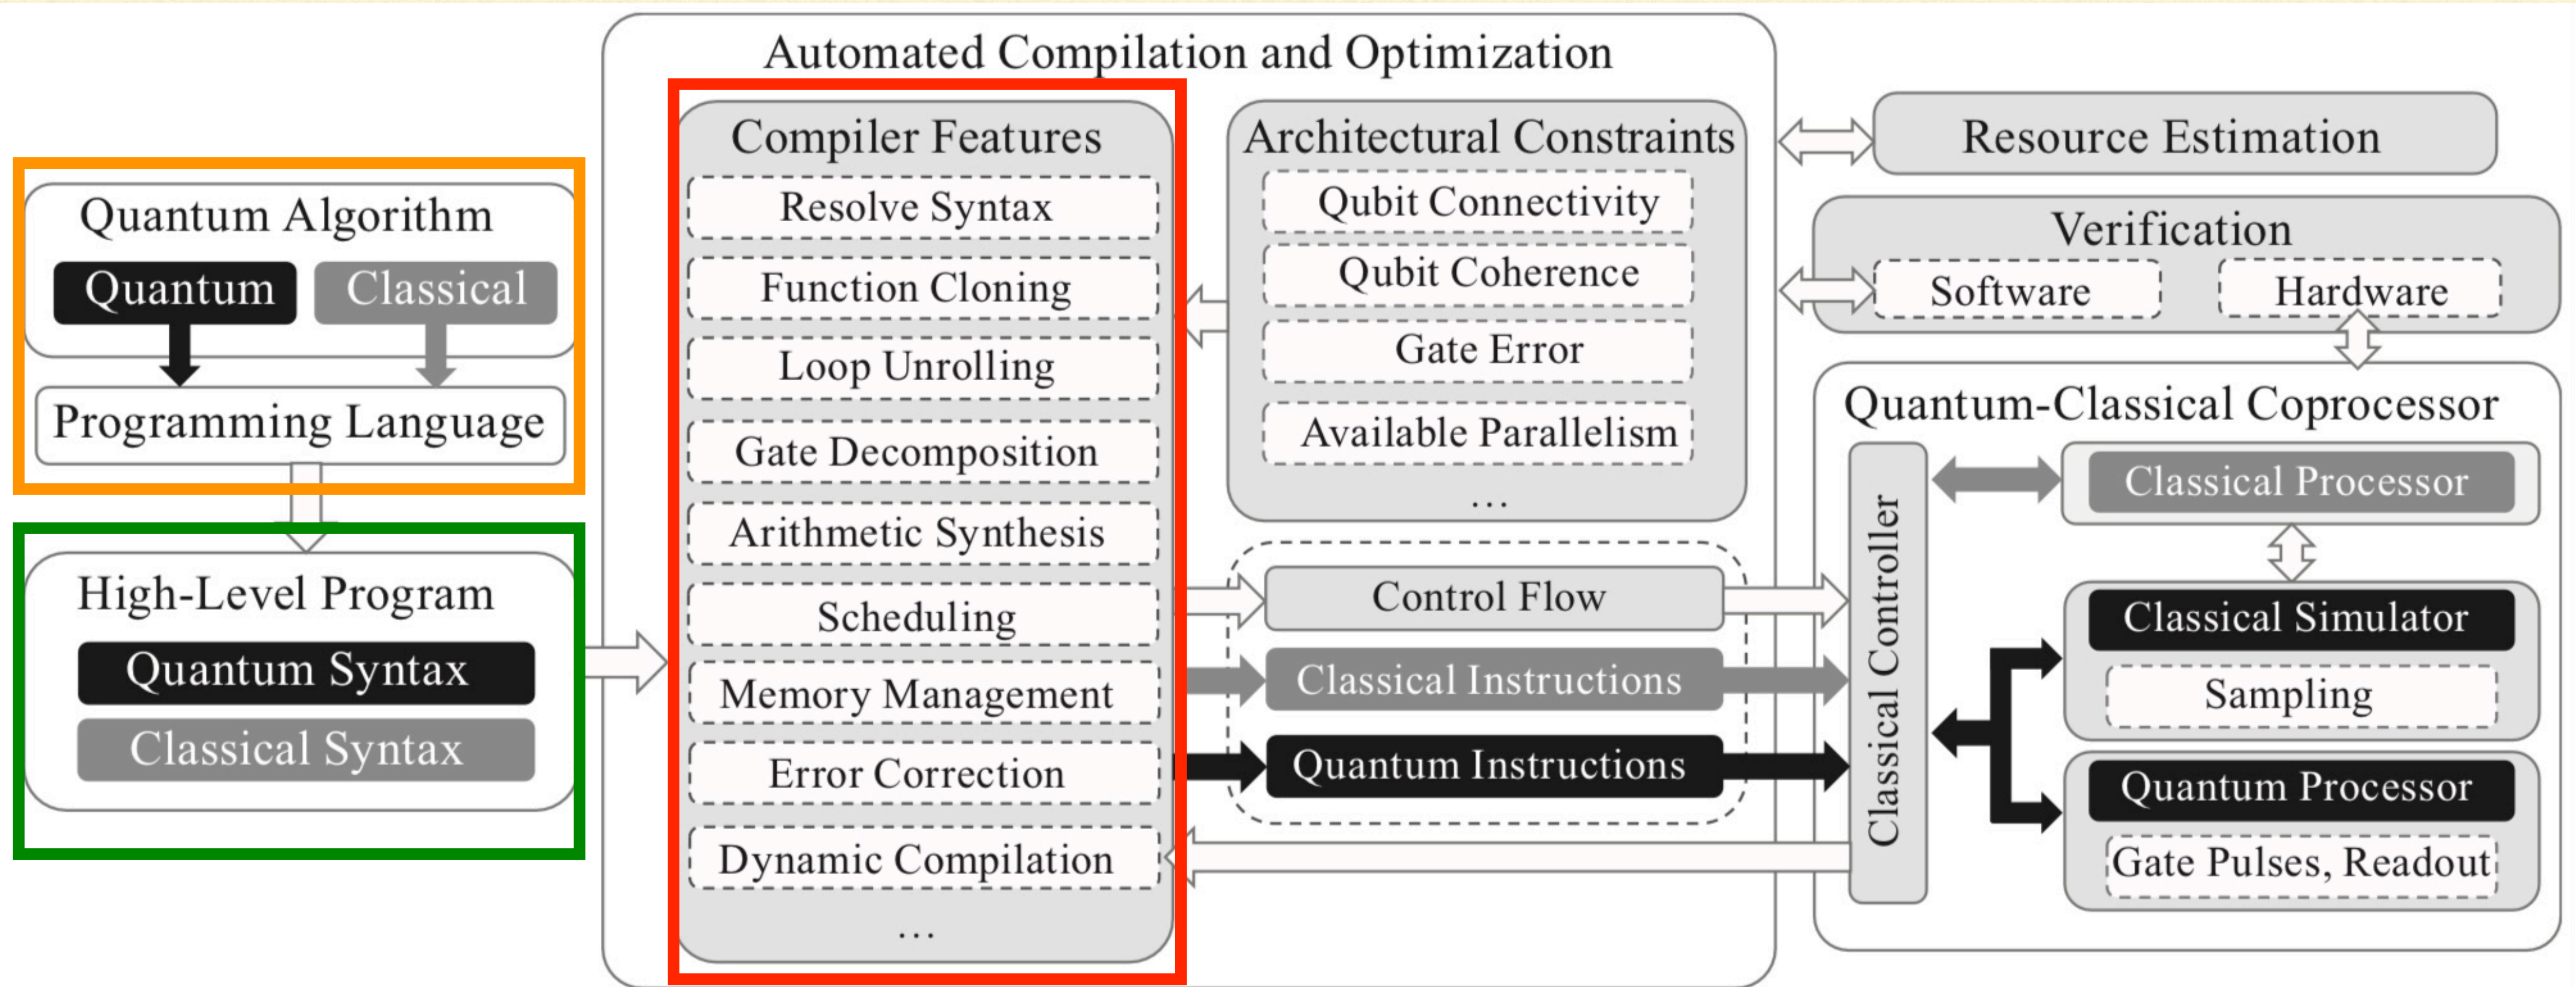 Automated Compilation and Optimization
Quantum Algorithm
Quantum
Classical
Programming Language
High-Level Program
Quantum Syntax
Classical Syntax
Compiler Features
Resolve Syntax
Function Cloning
Loop Unrolling
Gate Decomposition
Arithmetic Synthesis
Scheduling
Memory Management
Error Correction
Dynamic Compilation
...
Architectural Constraints
Qubit Connectivity
Qubit Coherence
Gate Error
Available Parallelism
...
Control Flow
Classical Instructions
Quantum Instructions
Resource Estimation
Verification
Software
Hardware
Quantum-Classical Coprocessor
Classical Controller
Classical Processor
Classical Simulator
Sampling
Quantum Processor
Gate Pulses, Readout